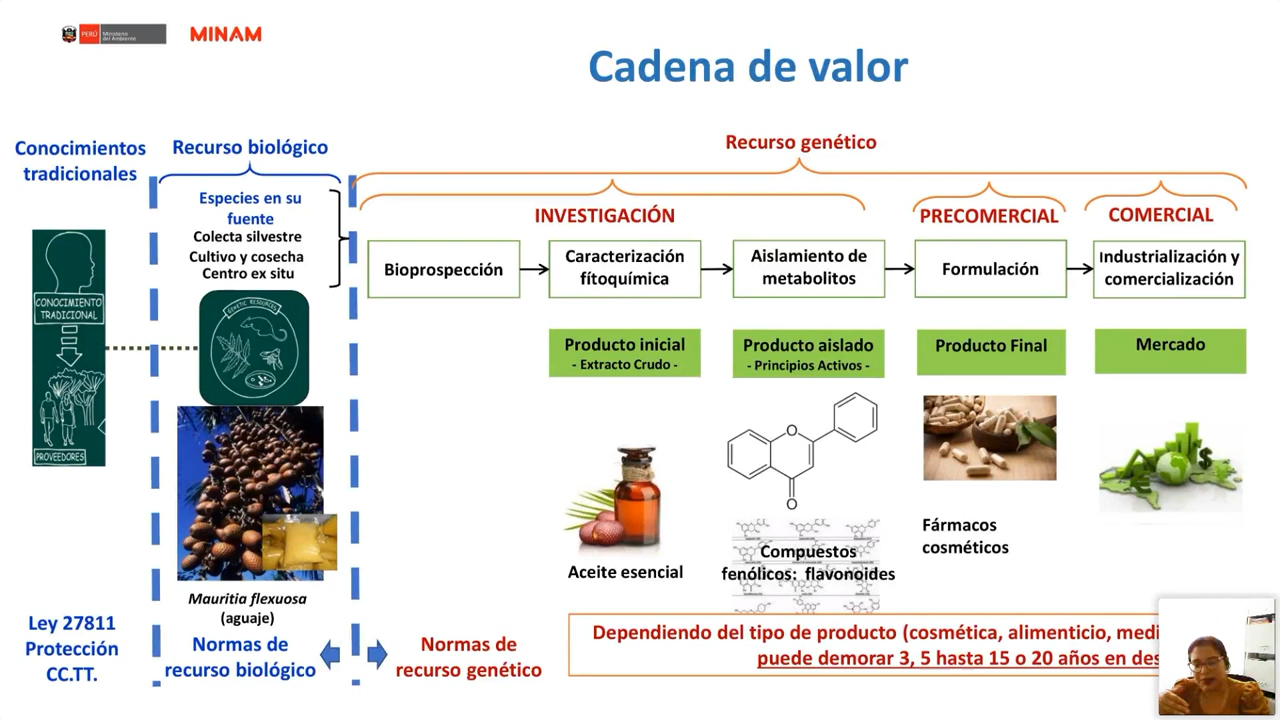 PERÚ
Ministerio
del Ambiente
MINAM
Cadena de valor
Conocimientos
tradicionales
CONOCIMIENTO
TRADICIONAL
PROVEEDORES
Ley 27811
Protección
CC.TT.
Recurso biológico
Especies en su
fuente
Colecta silvestre
Cultivo y cosecha
Centro ex situ
GENETIC RESOURCES
Mauritia flexuosa
(aguaje)
Normas de
recurso biológico
Recurso genético
INVESTIGACIÓN
PRECOMERCIAL
COMERCIAL
Bioprospección
Caracterización
fítoquímica
Aislamiento de
metabolitos
Formulación
Industrialización y
comercialización
Producto inicial
- Extracto Crudo -
Producto aislado
- Principios Activos -
Producto Final
Mercado
O
O
$
Aceite esencial
Compuestos
fenólicos: flavonoides
Fármacos
cosméticos
Normas de
recurso genético
Dependiendo del tipo de producto (cosmética, alimenticio, medi
puede demorar 3, 5 hasta 15 o 20 años en des